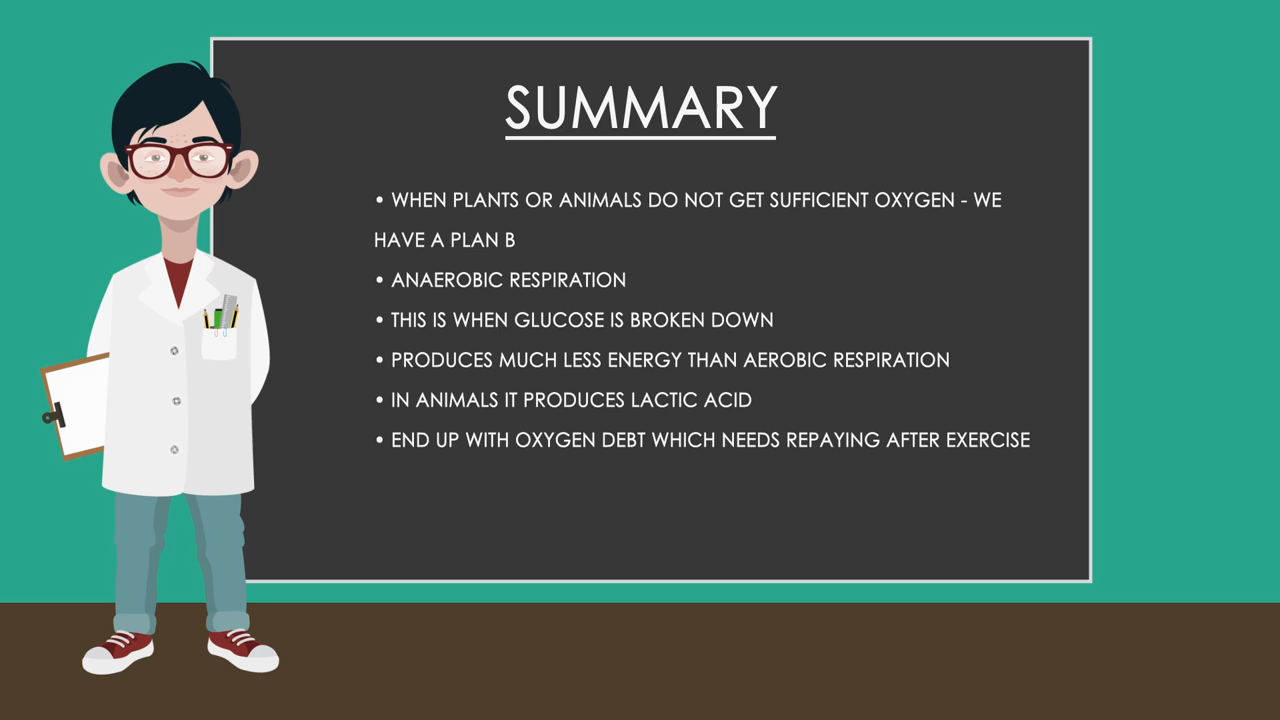 SUMMARY
• WHEN PLANTS OR ANIMALS DO NOT GET SUFFICIENT OXYGEN - WE
HAVE A PLAN B
• ANAEROBIC RESPIRATION
• THIS IS WHEN GLUCOSE IS BROKEN DOWN
• PRODUCES MUCH LESS ENERGY THAN AEROBIC RESPIRATION
• IN ANIMALS IT PRODUCES LACTIC ACID
• END UP WITH OXYGEN DEBT WHICH NEEDS REPAYING AFTER EXERCISE